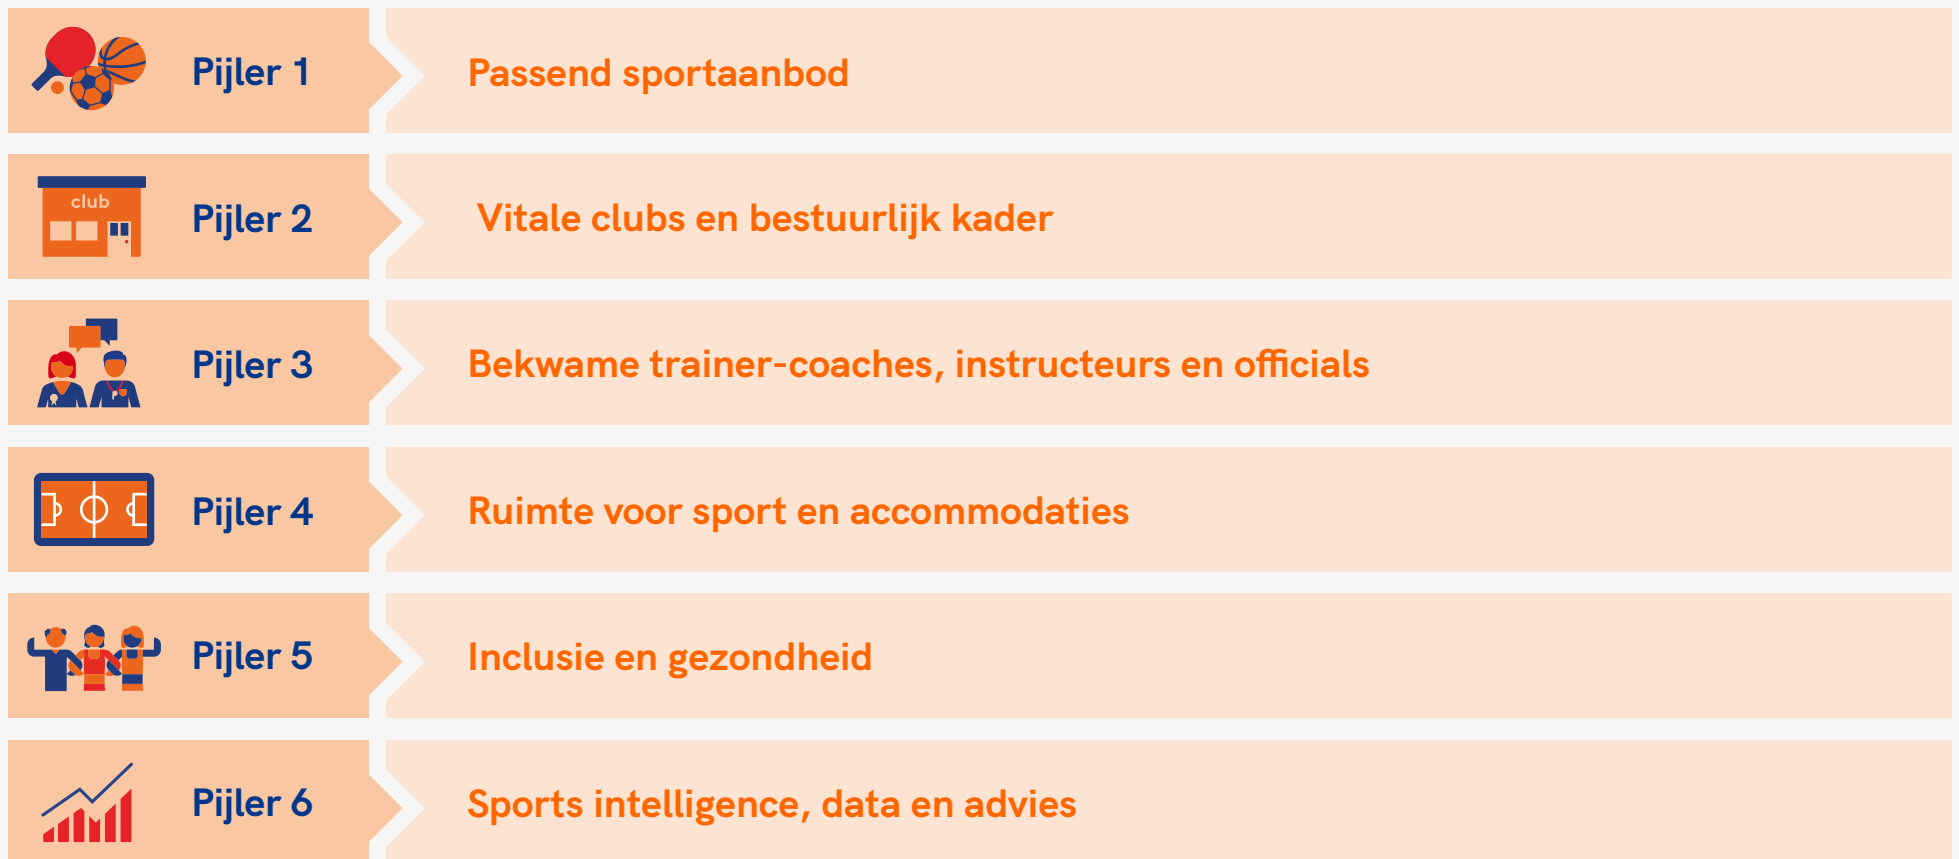 Pijler 1
Passend sportaanbod
club
Pijler 2
Vitale clubs en bestuurlijk kader
Pijler 3
Bekwame trainer-coaches, instructeurs en officials
Pijler 4
Ruimte voor sport en accommodaties
Pijler 5
Inclusie en gezondheid
Pijler 6
Sports intelligence, data en advies